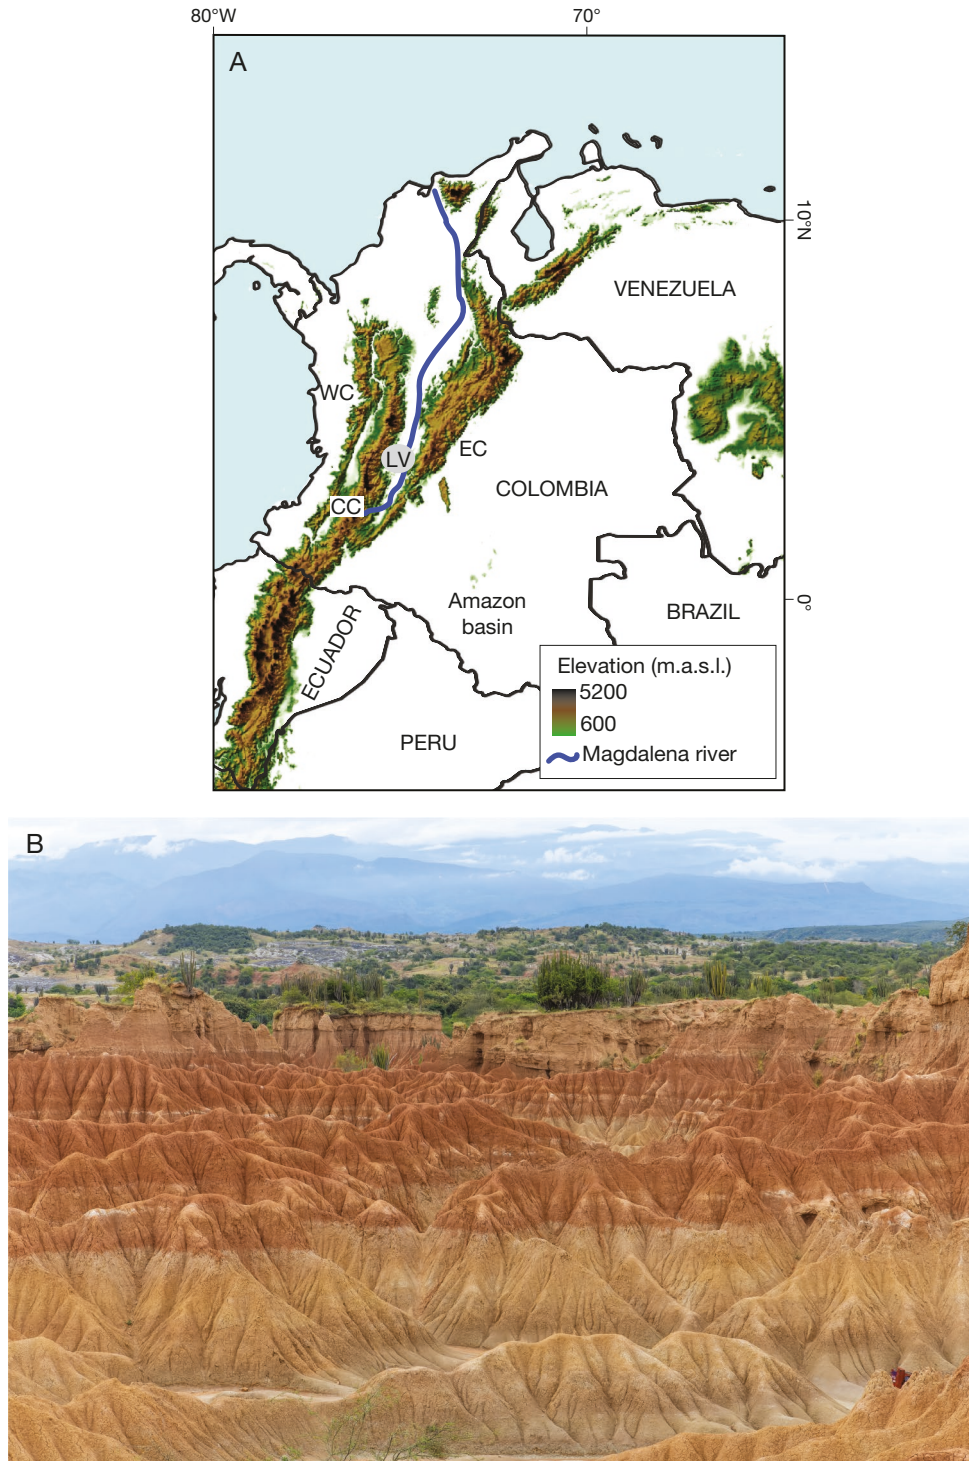 80°W
70°
A
10°N
VENEZUELA
WC
EC
LV
COLOMBIA
CC
0°
Amazon
basin
BRAZIL
ECUADOR
Elevation (m.a.s.l.)
5200
600
PERU
Magdalena river
B